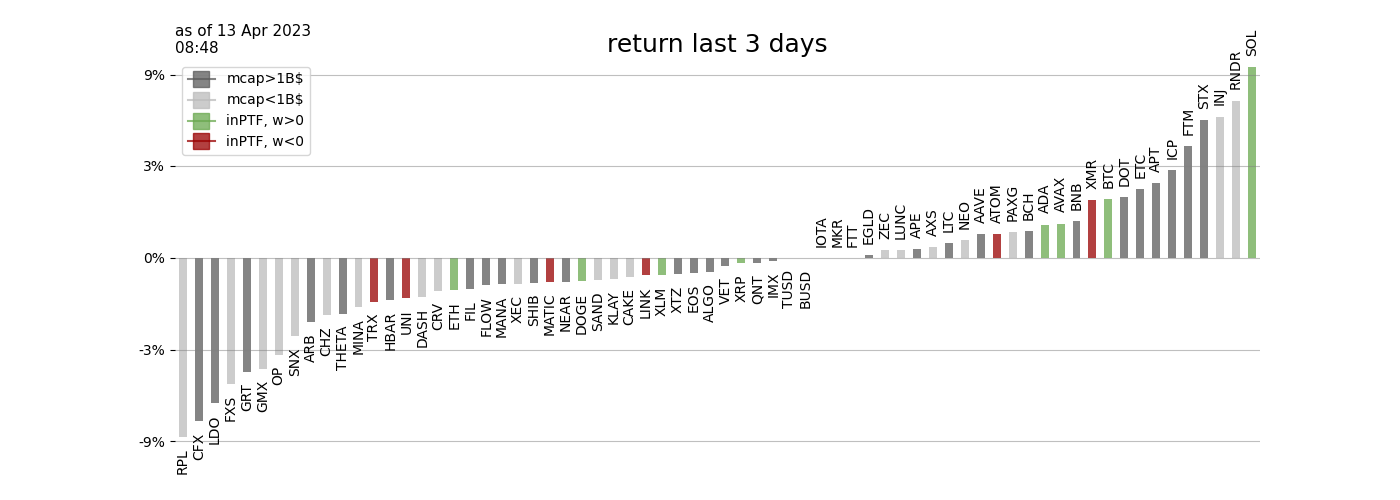 as of 13 Apr 2023
08:48
return last 3 days
mcap>1B$
mcap<1B$
inPTF, w>0
inPTF, w<0
9%
3%
0%
-3%
-9%
RPL
CFX
LDO
FXS
GRT
GMX
OP
SNX
ARB
CHZ
THETA
MINA
TRX
HBAR
UNI
DASH
CRV
ETH
FIL
FLOW
MANA
XEC
SHIB
MATIC
NEAR
DOGE
SAND
KLAY
CAKE
LINK
XLM
XTZ
EOS
ALGO
VET
XRP
QNT
IMX
TUSD
BUSD
IOTA
MKR
FTT
EGLD
ZEC
LUNC
APE
AXS
LTC
NEO
AAVE
ATOM
PAXG
BCH
ADA
AVAX
BNB
XMR
BTC
DOT
ETC
APT
ICP
FTM
STX
INJ
RNDR
SOL